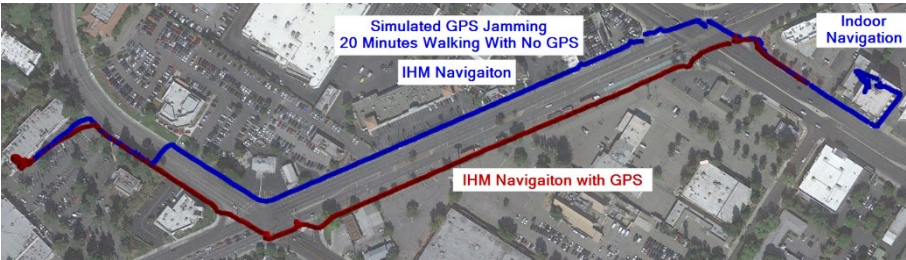 Simulated GPS Jamming
20 Minutes Walking With No GPS
IHM Navigaiton
Indoor
Navigation
IHM Navigaiton with GPS